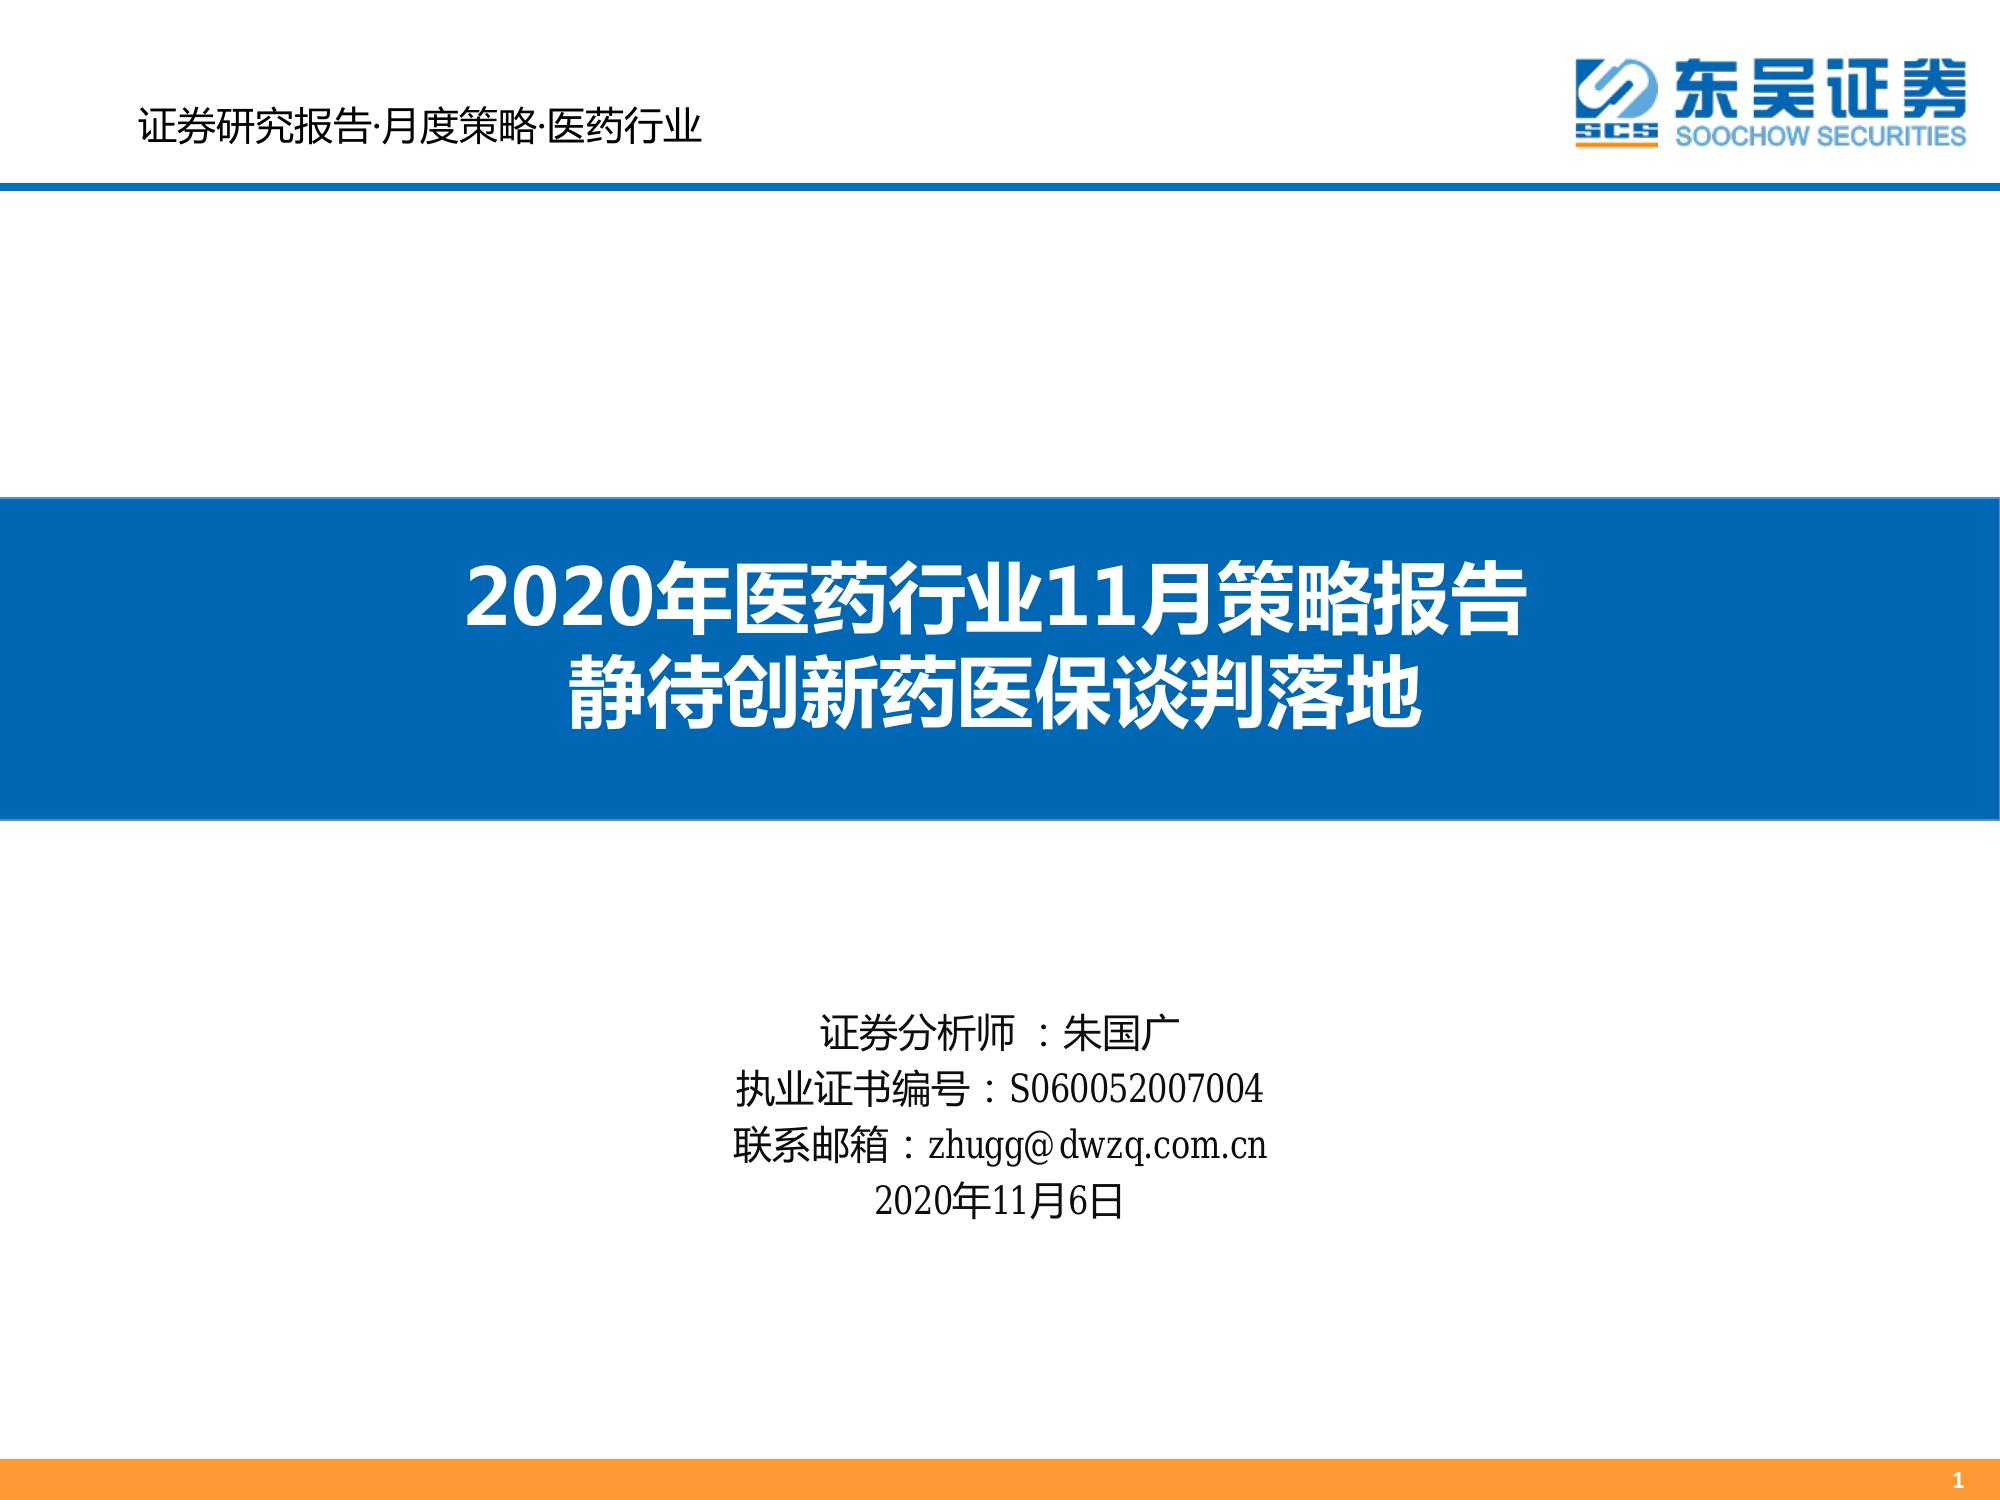 证券研究报告·月度策略·医药行业
东吴证券
SCS
SOOCHOW SECURITIES
2020年医药行业11月策略报告
静待创新药医保谈判落地
证券分析师 ：朱国广
执业证书编号：S060052007004
联系邮箱：zhugg@dwzq.com.cn
2020年11月6日
1